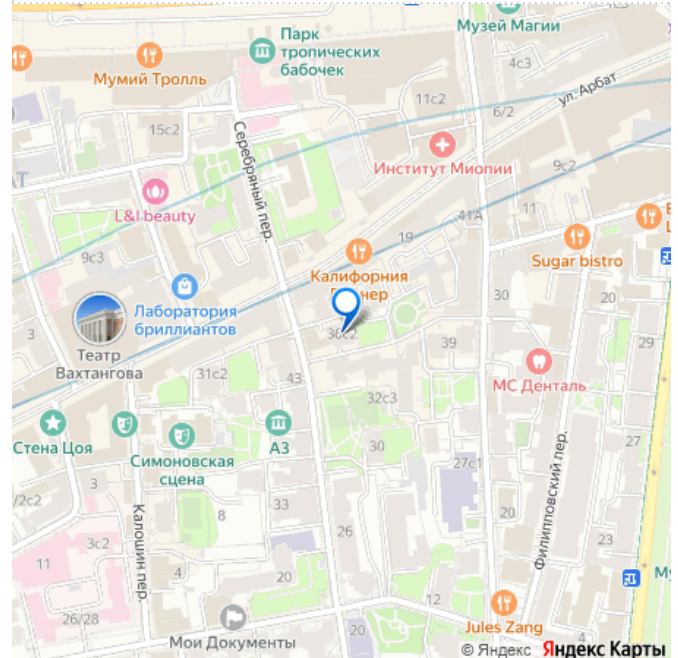 Парк
тропических
бабочек
Музей Магии
Мумий Тролль
4с3
11с2
6/2
ул. Арбат
15с2
Серебряный пер.
Институт Миопии
9с2
L&I beauty
41А
11
19
9с3
Калифорния
Sugar bistro
Лаборатория
бриллиантов
30
20
3
Театр
Вахтангова
39
29
31с2
43
МС Денталь
32с3
Стена Цоя
Симоновская
сцена
А3
30
27с1
27
3
/2с2
Калошин пер.
33
8
Филипповский пер.
3с2
26
20
23
11
4
20
26/28
12
Мои Документы
Jules Zang
© Яндекс Яндекс Карты